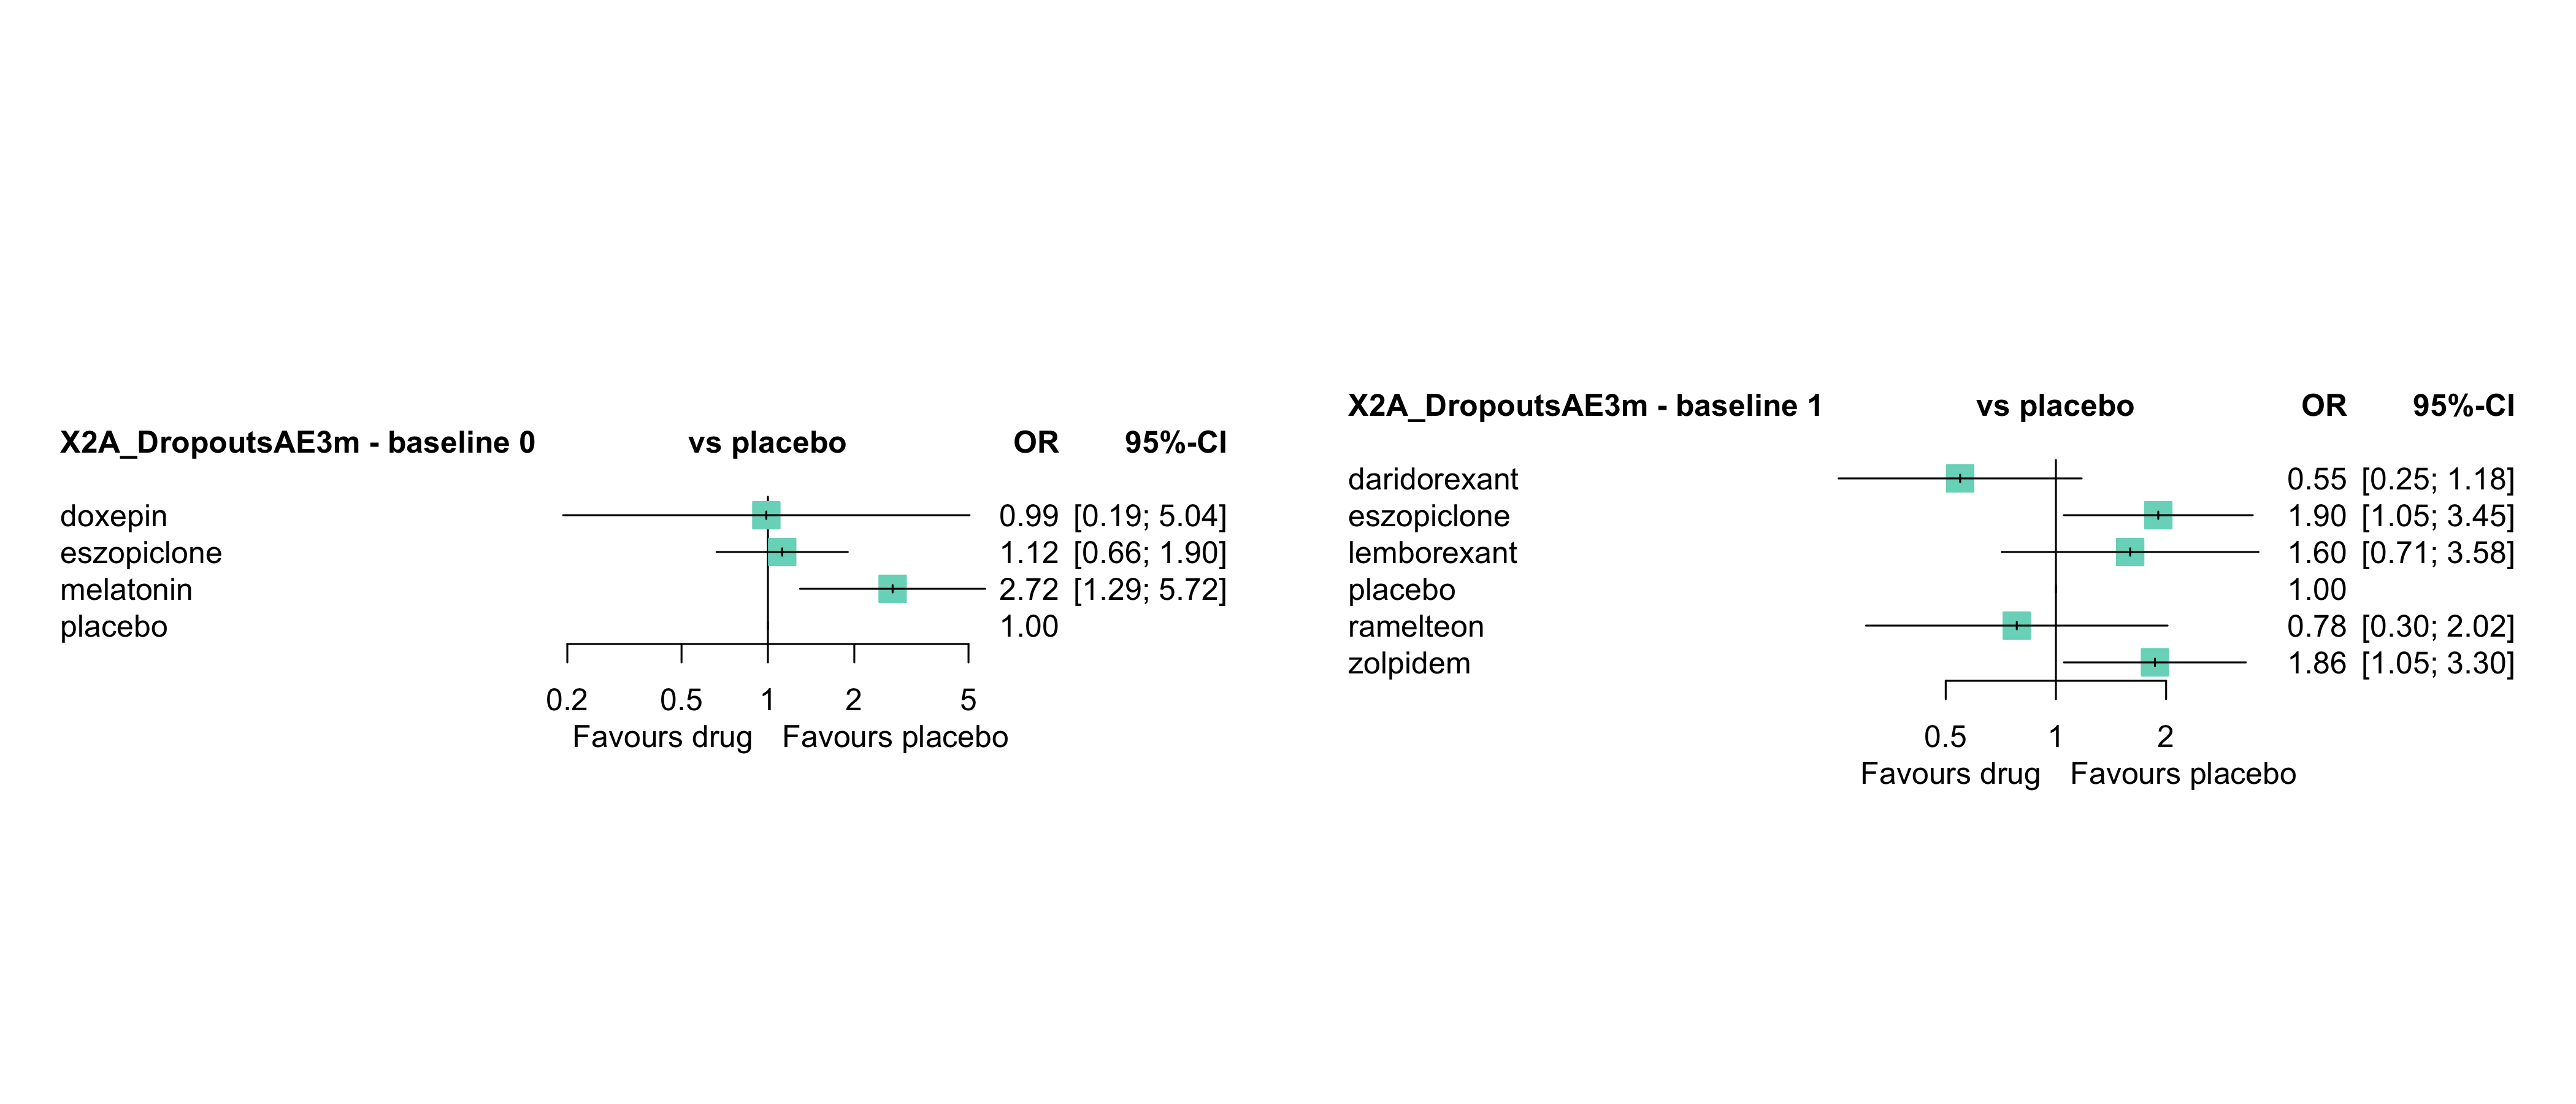 X2A_DropoutsAE3m - baseline 0 vs placebo OR 95%-CI
doxepin 0.99 [0.19; 5.04]
eszopiclone 1.12 [0.66; 1.90]
melatonin 2.72 [1.29; 5.72]
placebo 1.00
0.2 0.5 1 2 5
Favours drug Favours placebo
X2A_DropoutsAE3m - baseline 1 vs placebo OR 95%-CI
daridorexant 0.55 [0.25; 1.18]
eszopiclone 1.90 [1.05; 3.45]
lemborexant 1.60 [0.71; 3.58]
placebo 1.00
ramelteon 0.78 [0.30; 2.02]
zolpidem 1.86 [1.05; 3.30]
0.5 1 2
Favours drug Favours placebo